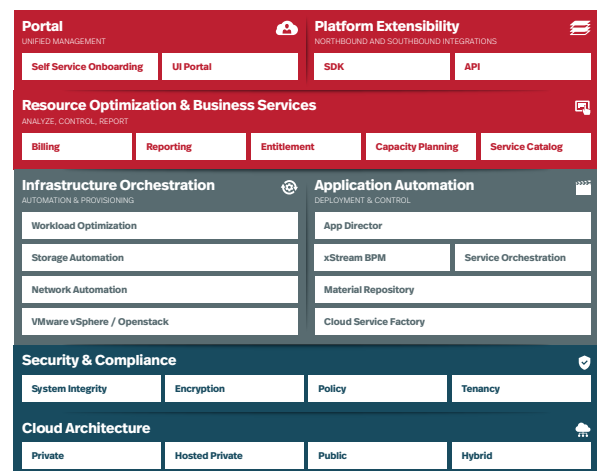 Portal
UNIFIED MANAGEMENT
Self Service Onboarding
UI Portal
Platform Extensibility
NORTHBOUND AND SOUTHBOUND INTEGRATIONS
SDK
API
Resource Optimization & Business Services
ANALYZE, CONTROL, REPORT
Billing
Reporting
Entitlement
Capacity Planning
Service Catalog
Infrastructure Orchestration
AUTOMATION & PROVISIONING
Workload Optimization
Storage Automation
Network Automation
VMware vSphere / Openstack
Application Automation
DEPLOYMENT & CONTROL
App Director
xStream BPM
Service Orchestration
Material Repository
Cloud Service Factory
Security & Compliance
System Integrity
Encryption
Policy
Tenancy
Cloud Architecture
Private
Hosted Private
Public
Hybrid